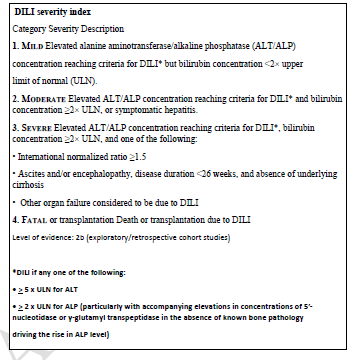 DILI severity index
Category Severity Description
1. MILD Elevated alanine aminotransferase/alkaline phosphatase (ALT/ALP)
concentration reaching criteria for DILI* but bilirubin concentration <2× upper
limit of normal (ULN).
2. MODERATE Elevated ALT/ALP concentration reaching criteria for DILI* and bilirubin
concentration ≥2× ULN, or symptomatic hepatitis.
3. SEVERE Elevated ALT/ALP concentration reaching criteria for DILI*, bilirubin
concentration ≥2× ULN, and one of the following:
• International normalized ratio ≥1.5
• Ascites and/or encephalopathy, disease duration <26 weeks, and absence of underlying
cirrhosis
• Other organ failure considered to be due to DILI
4. FATAL or transplantation Death or transplantation due to DILI
Level of evidence: 2b (exploratory/retrospective cohort studies)
*DILI if any one of the following:
• ≥ 5 x ULN for ALT
• ≥ 2 x ULN for ALP (particularly with accompanying elevations in concentrations of 5'-
nucleotidase or γ-glutamyl transpeptidase in the absence of known bone pathology
driving the rise in ALP level)